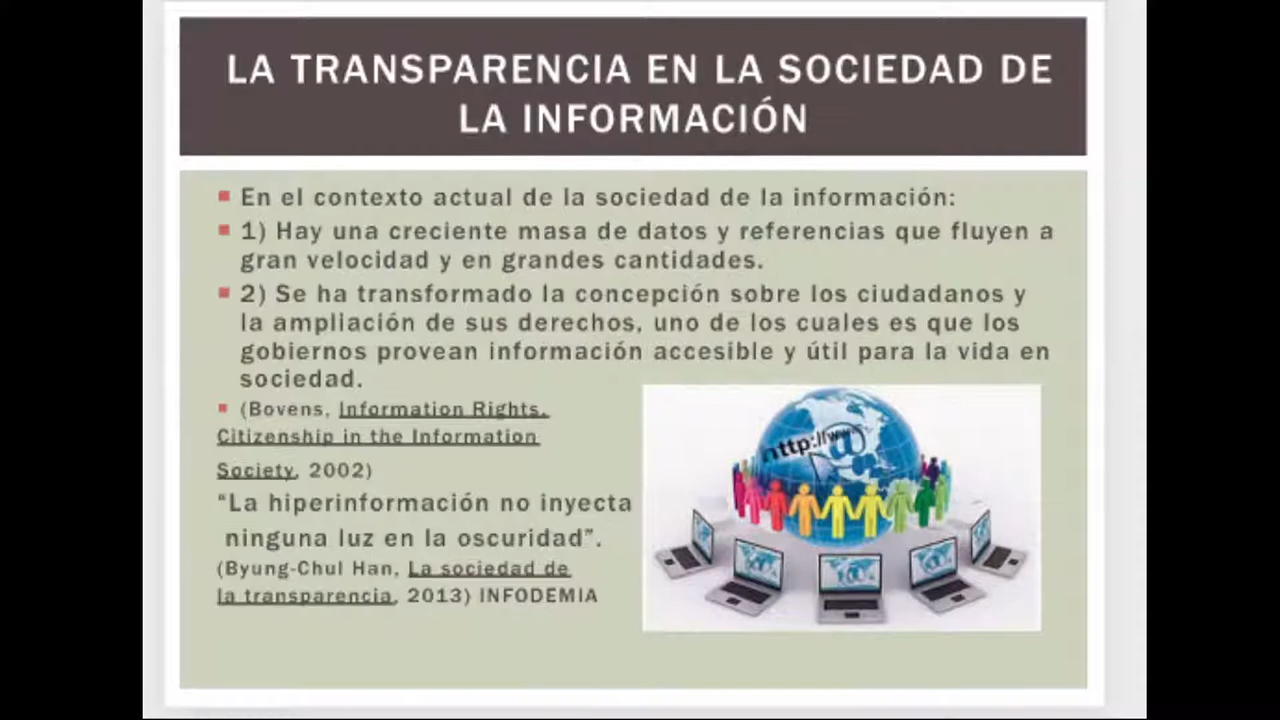 LA TRANSPARENCIA EN LA SOCIEDAD DE
LA INFORMACIÓN
En el contexto actual de la sociedad de la información:
1) Hay una creciente masa de datos y referencias que fluyen a
gran velocidad y en grandes cantidades.
2) Se ha transformado la concepción sobre los ciudadanos y
la ampliación de sus derechos, uno de los cuales es que los
gobiernos provean información accesible y útil para la vida en
sociedad.
(Bovens, Information Rights.
Citizenship in the Information
Society, 2002)
“La hiperinformación no inyecta
ninguna luz en la oscuridad”.
(Byung-Chul Han, La sociedad de
la transparencia, 2013) INFODEMIA
http://www
@